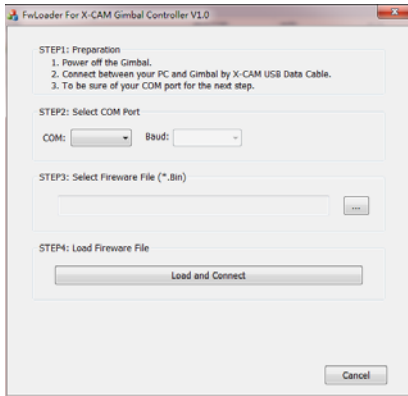 FwLoader For X-CAM Gimbal Controller V1.0
STEP1: Preparation
1. Power off the Gimbal.
2. Connect between your PC and Gimbal by X-CAM USB Data Cable.
3. To be sure of your COM port for the next step.
STEP2: Select COM Port
COM: Baud:
STEP3: Select Fireware File (*.Bin)
...
STEP4: Load Fireware File
Load and Connect
Cancel